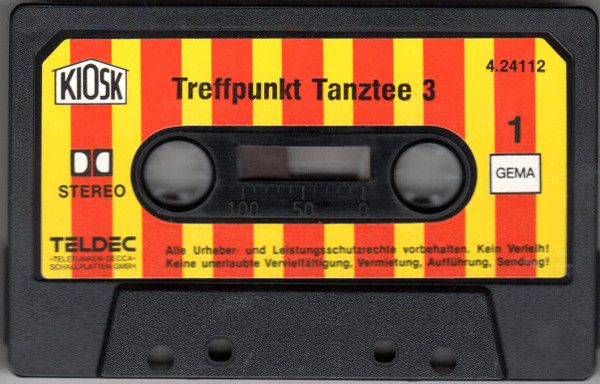 KIOSK
Treffpunkt Tanztee 3
4.24112
1
GEMA
STEREO
100 50 0
TELDEC
»TELEFUNKEN-DECCA«
SCHALLPLATTEN GMBH
Alle Urheber- und Leistungsschutzrechte vorbehalten. Kein Verleih!
Keine unerlaubte Vervielfältigung, Vermietung, Aufführung, Sendung!